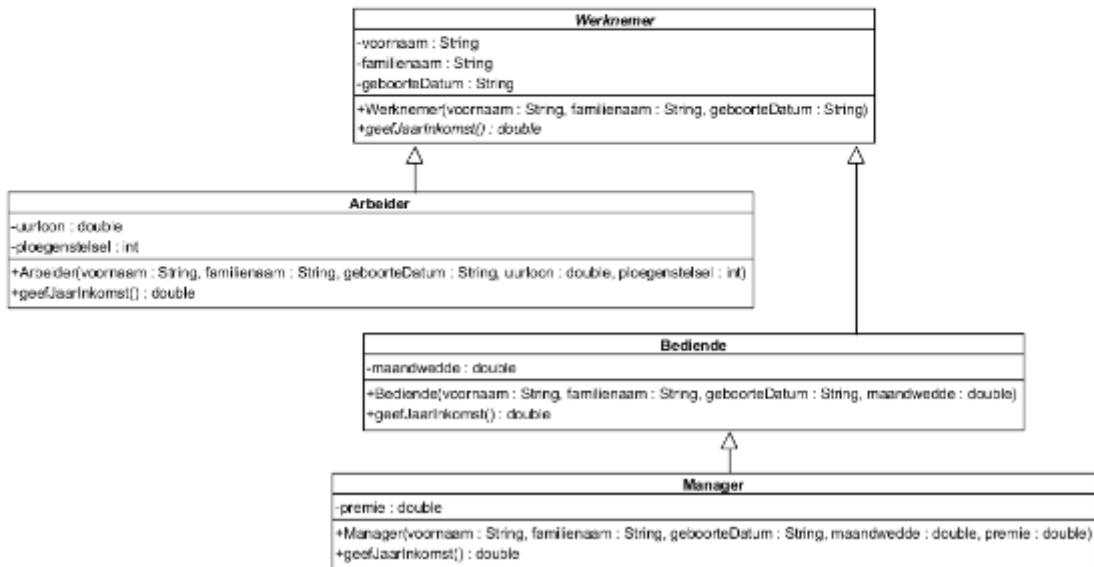 Werknemer
-voornaam : String
-familienaam : String
-geboorteDatum : String
+Werknemer(voornaam : String, familienaam : String, geboorteDatum : String)
+geefJaarInkomst() : double
Arbeider
-uurloon : double
-ploegenstelsel : int
+Arbeider(voornaam : String, familienaam : String, geboorteDatum : String, uurloon : double, ploegenstelsel : int)
+geefJaarInkomst() : double
Bediende
-maandwedde : double
+Bediende(voornaam : String, familienaam : String, geboorteDatum : String, maandwedde : double)
+geefJaarInkomst() : double
Manager
-premie : double
+Manager(voornaam : String, familienaam : String, geboorteDatum : String, maandwedde : double, premie : double)
+geefJaarInkomst() : double